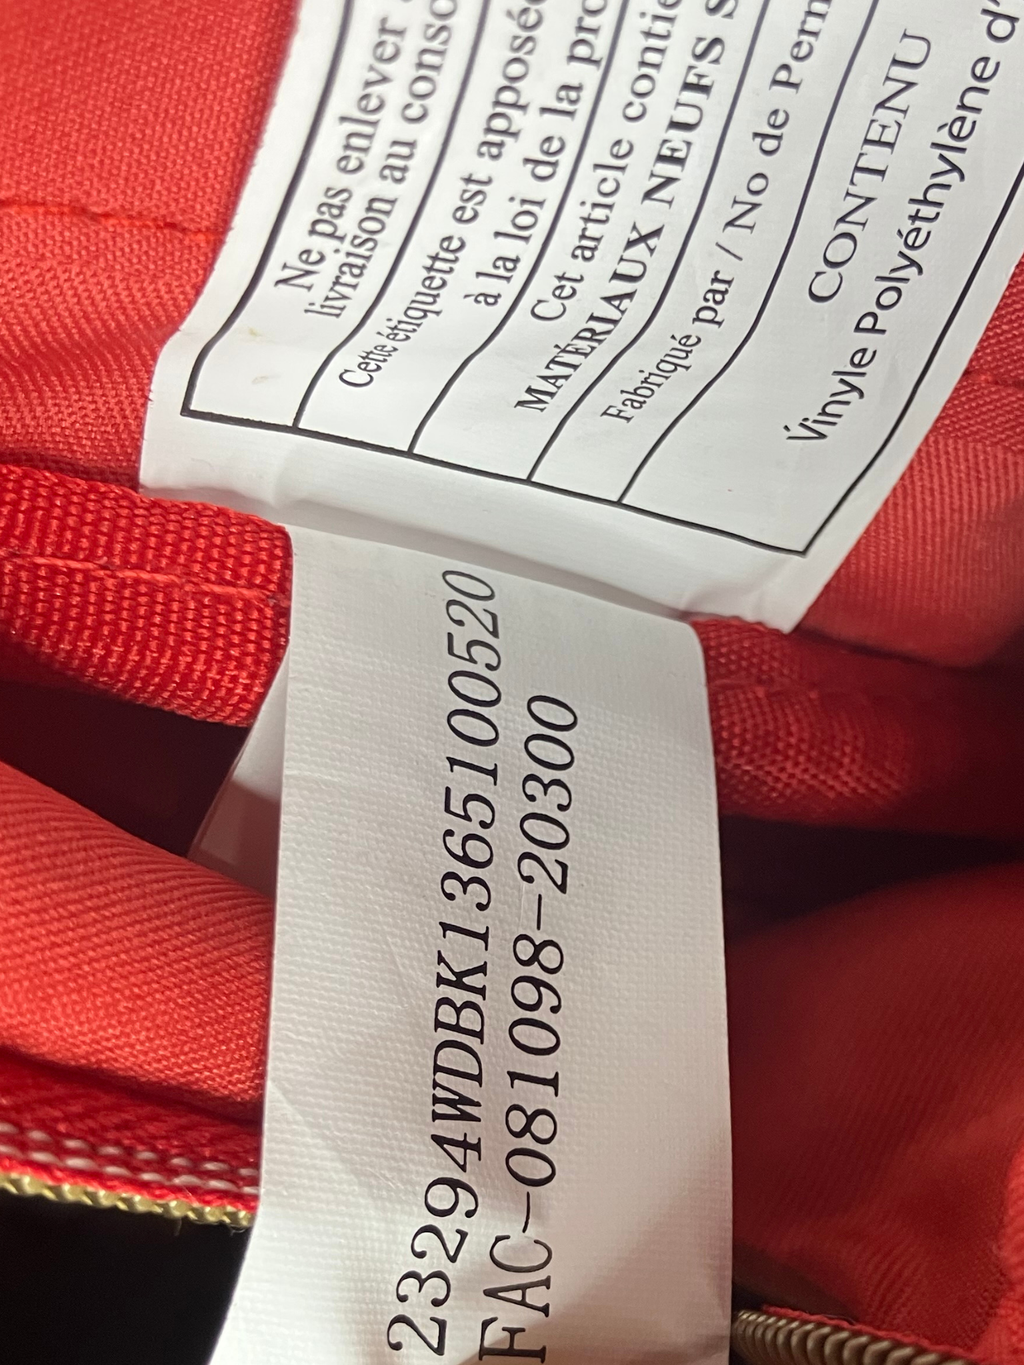 Ne pas enlever
livraison au conso
Cette étiquette est apposée
à la loi de la pro
Cet article contie
MATÉRIAUX NEUFS S
Fabriqué par / No de Perm
CONTENU
Vinyle Polyéthylène d'
23294WDBK1365100520
FAC-081098-20300